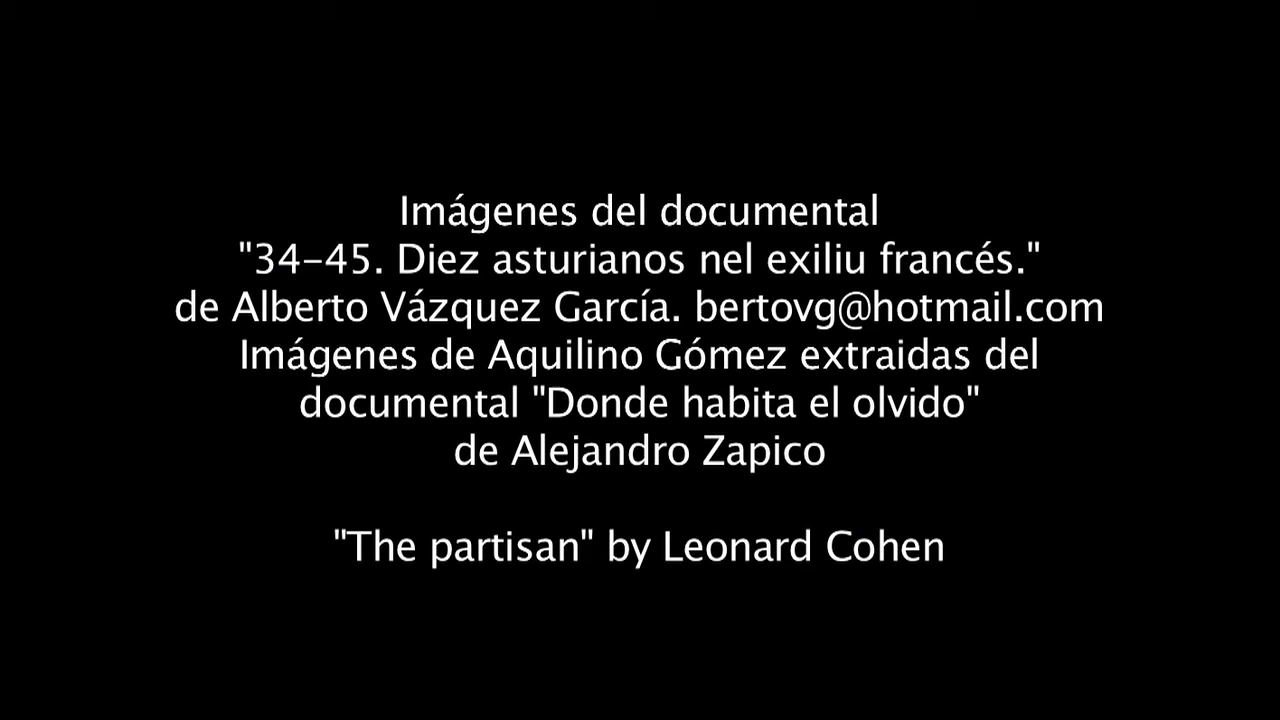 Imágenes del documental
"34-45. Diez asturianos nel exiliu francés."
de Alberto Vázquez García. bertovg@hotmail.com
Imágenes de Aquilino Gómez extraidas del
documental "Donde habita el olvido"
de Alejandro Zapico
"The partisan" by Leonard Cohen